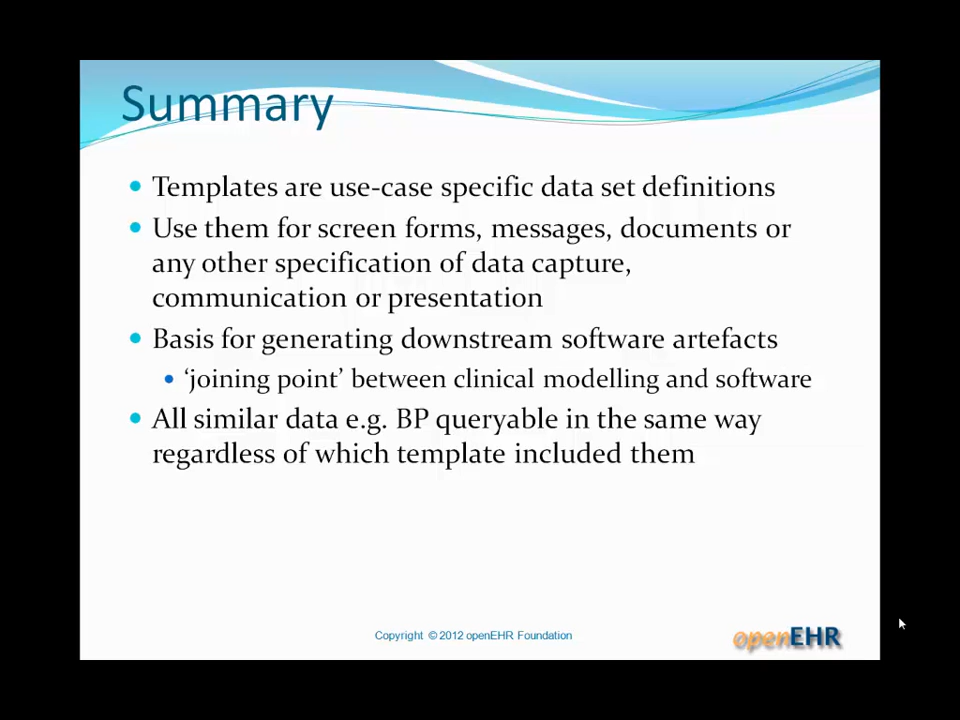 Summary
Templates are use-case specific data set definitions
Use them for screen forms, messages, documents or
any other specification of data capture,
communication or presentation
Basis for generating downstream software artefacts
‘joining point’ between clinical modelling and software
All similar data e.g. BP queryable in the same way
regardless of which template included them
Copyright © 2012 openEHR Foundation
openEHR